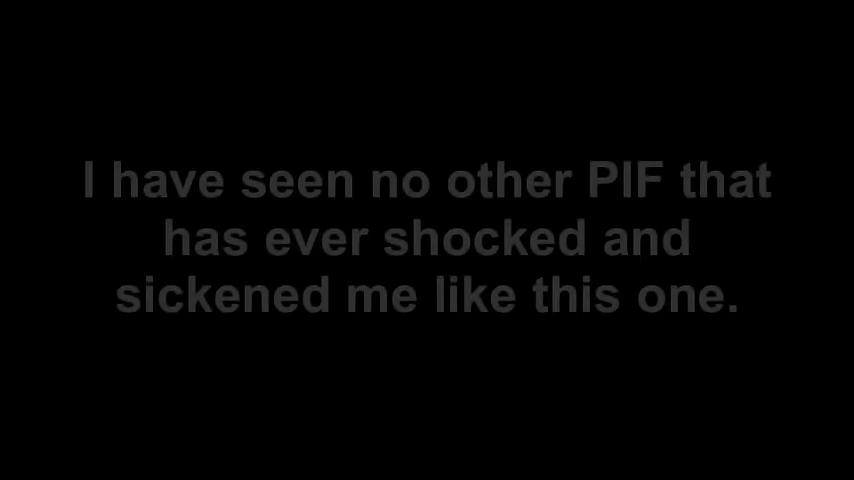 I have seen no other PIF that
has ever shocked and
sickened me like this one.